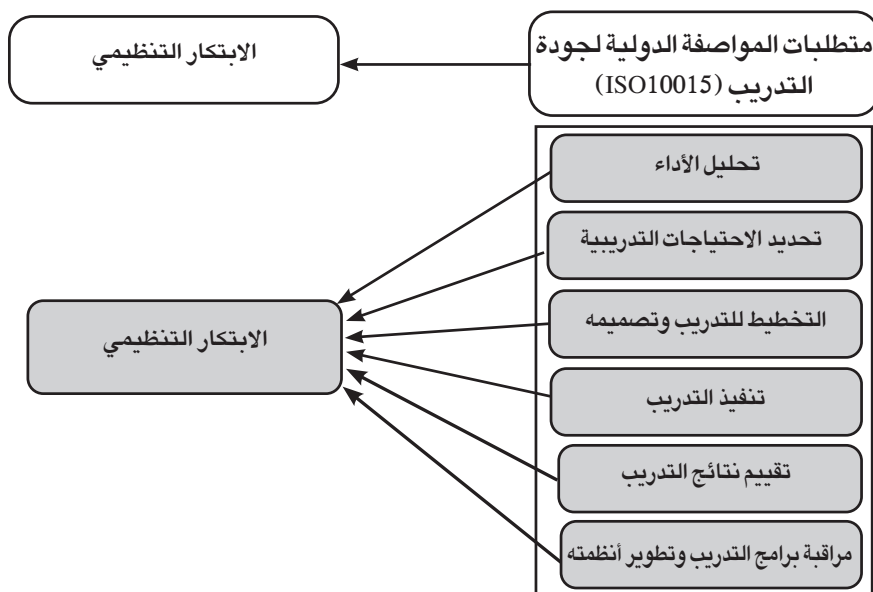 متطلبات المواصفة الدولية لجودة
التدريب (ISO10015)
الابتكار التنظيمي
تحليل الأداء
تحديد الاحتياجات التدريبية
التخطيط للتدريب وتصميمه
الابتكار التنظيمي
تنفيذ التدريب
تقييم نتائج التدريب
مراقبة برامج التدريب وتطوير أنظمته